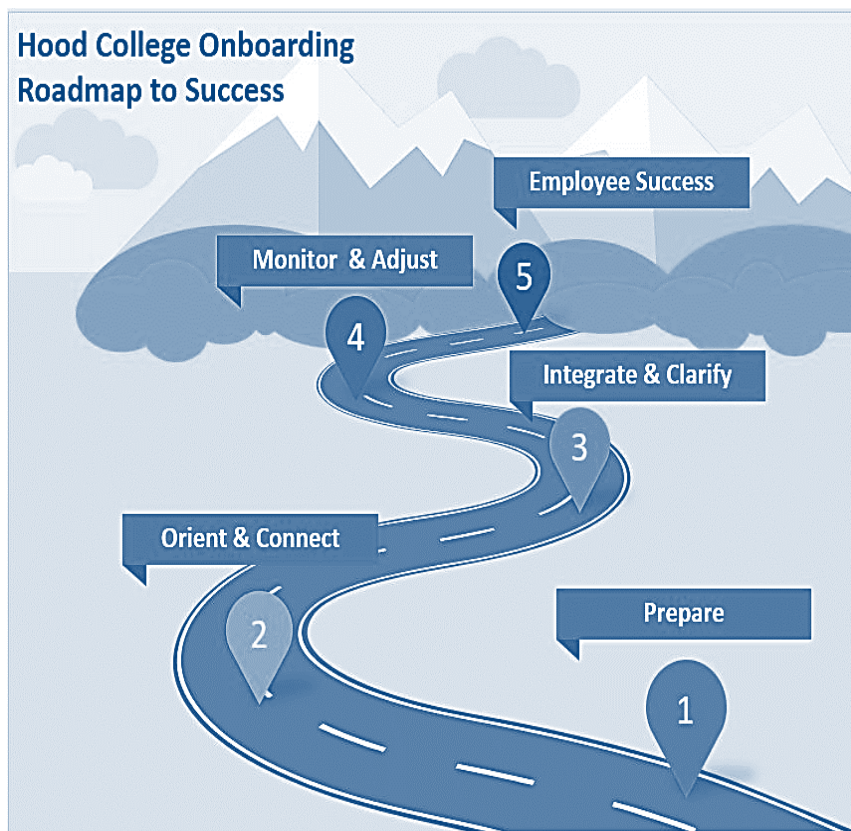 Hood College Onboarding
Roadmap to Success
Employee Success
5
Monitor & Adjust
4
Integrate & Clarify
3
Orient & Connect
2
Prepare
1